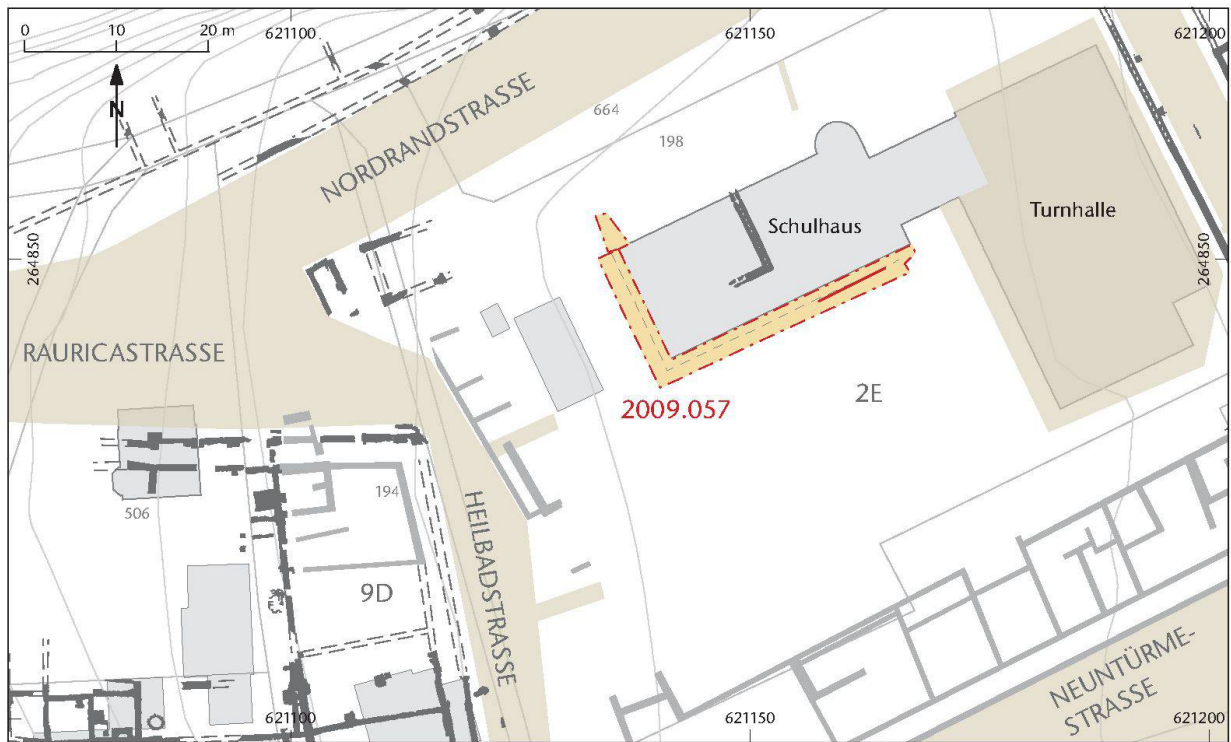 0 10 20 m
621100
621150
621200
N
NORDRANDSTRASSE
664
198
Schulhaus
Turnhalle
264850
264850
RAURICASTRASSE
2009.057
2E
506
194
HEILBADSTRASSE
9D
NEUNTÜRME-
STRASSE
621100
621150
621200